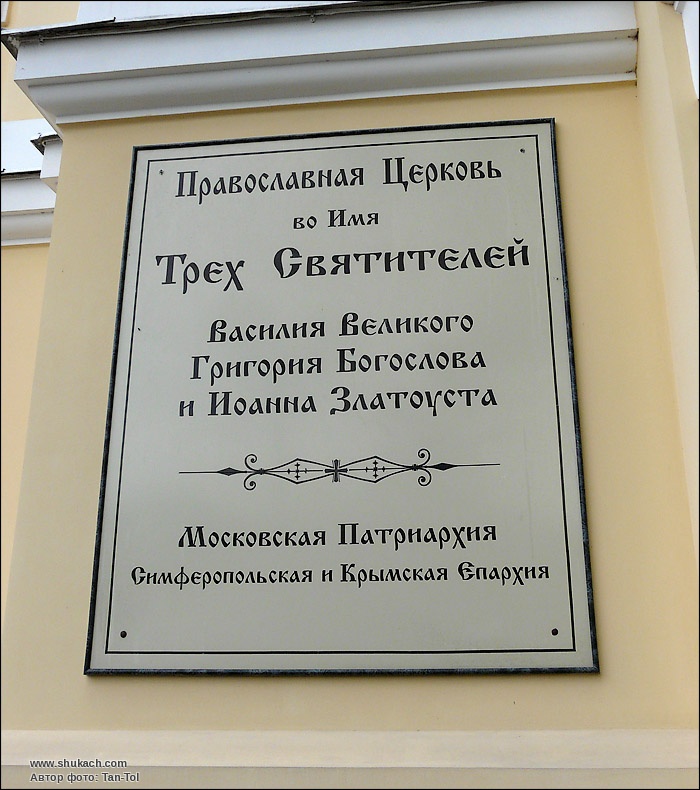 Православная Церковь
во Имя
Трех Святителей
Василия Великого
Григория Богослова
и Иоанна Златоуста
Московская Патриархия
Симферопольская и Крымская Епархия
www.shukach.com
Автор фото: Tan-Tol